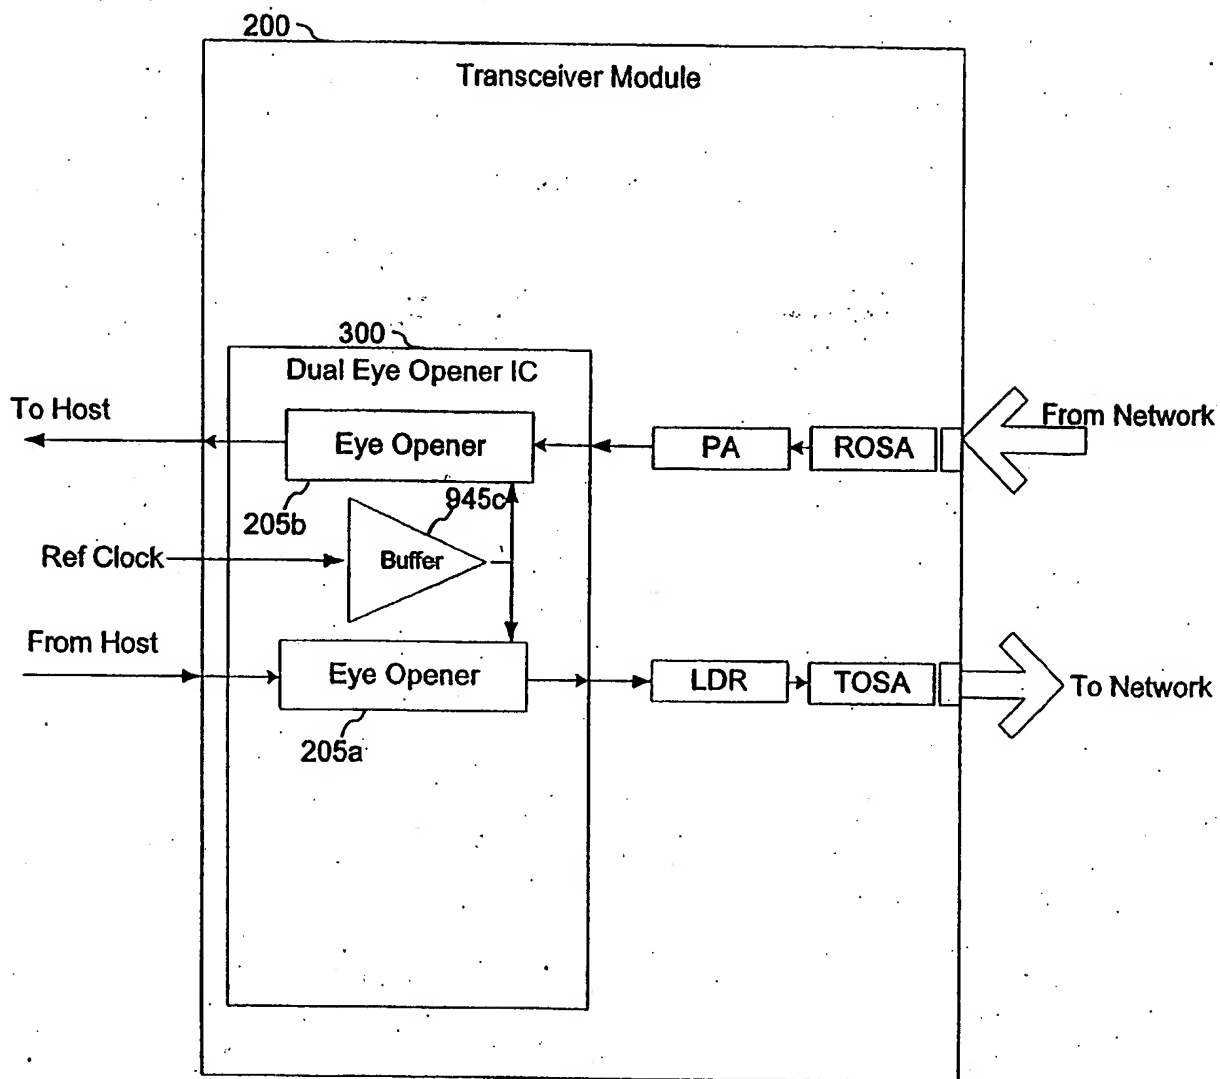 200
Transceiver Module
300
Dual Eye Opener IC
To Host
Eye Opener
PA
ROSA
From Network
205b
945c
Ref Clock
Buffer
From Host
Eye Opener
LDR
TOSA
To Network
205a